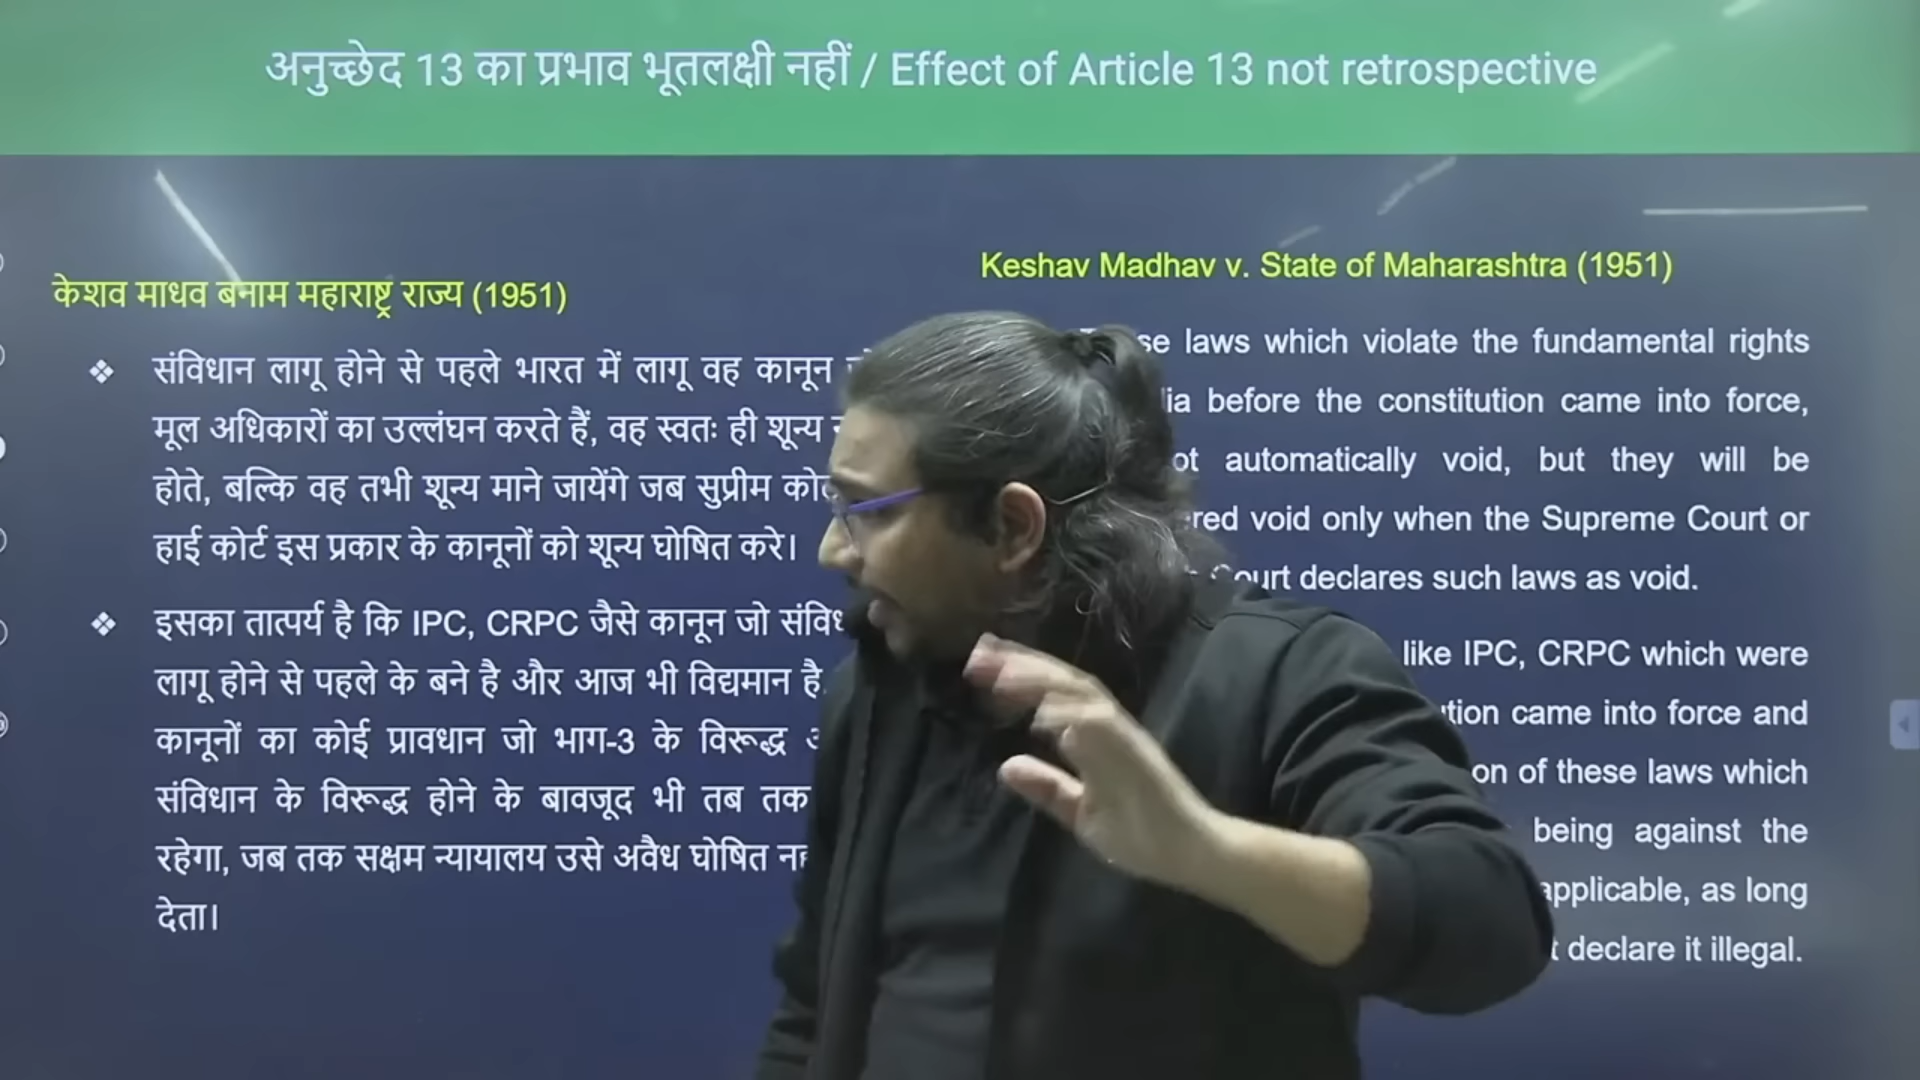 अनुच्छेद 13 का प्रभाव भूतलक्षी नहीं / Effect of Article 13 not retrospective
केशव माधव बनाम महाराष्ट्र राज्य (1951)
❖ संविधान लागू होने से पहले भारत में लागू वह कानून
मूल अधिकारों का उल्लंघन करते हैं, वह स्वतः ही शून्य
होते, बल्कि वह तभी शून्य माने जायेंगे जब सुप्रीम
हाई कोर्ट इस प्रकार के कानूनों को शून्य घोषित करे।
❖ इसका तात्पर्य है कि IPC, CRPC जैसे कानून जो
लागू होने से पहले के बने है और आज भी विद्यमान है
कानूनों का कोई प्रावधान जो भाग-3 के विरूद्ध
संविधान के विरूद्ध होने के बावजूद भी तब तक
रहेगा, जब तक सक्षम न्यायालय उसे अवैध घोषित
देता।
Keshav Madhav v. State of Maharashtra (1951)
laws which violate the fundamental rights
before the constitution came into force,
automatically void, but they will be
void only when the Supreme Court or
declares such laws as void.
like IPC, CRPC which were
came into force and
of these laws which
being against the
applicable, as long
declare it illegal.